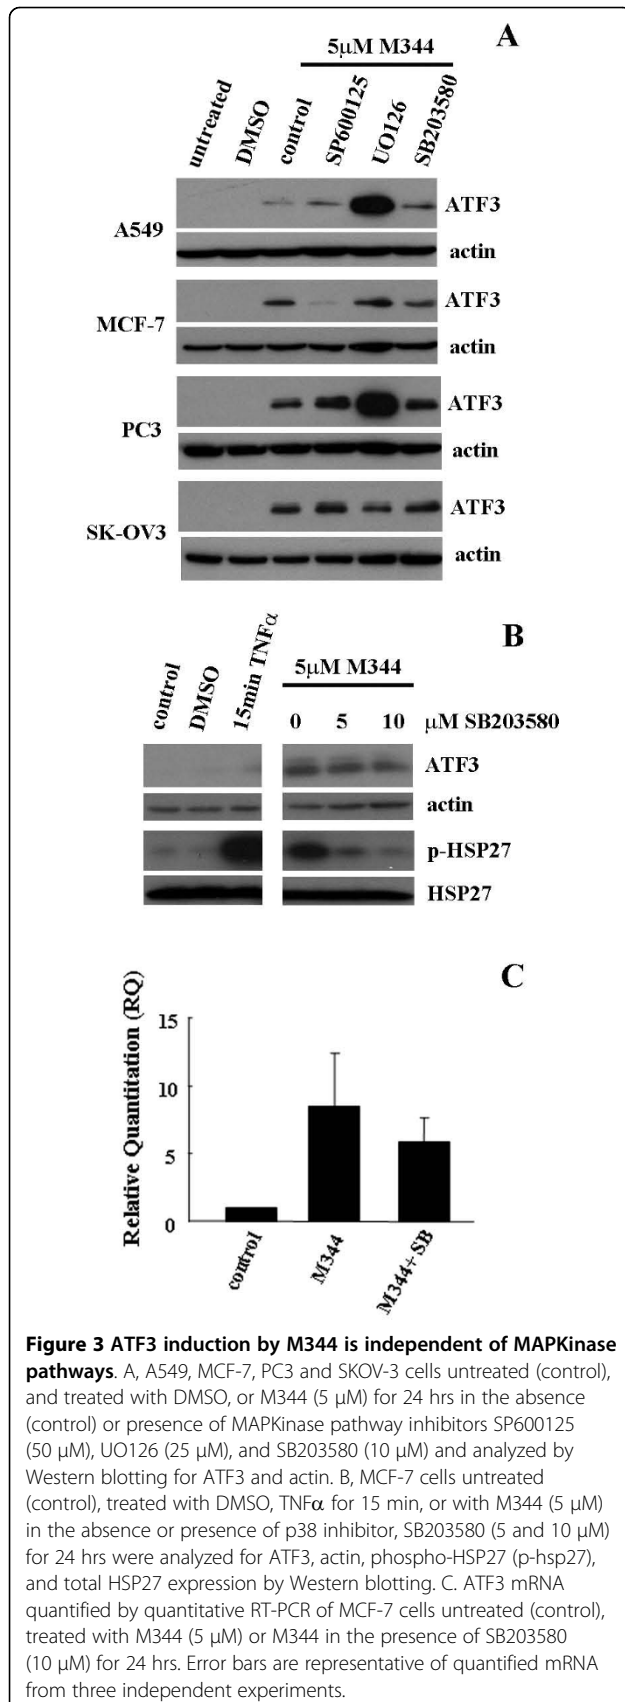 A
5μM M344
untreated
DMSO
control
SP600125
UO126
SB203580
ATF3
A549
actin
ATF3
MCF-7
actin
ATF3
PC3
actin
ATF3
SK-OV3
actin
B
control
DMSO
15min TNFα
5μM M344
0 5 10 μM SB203580
ATF3
actin
p-HSP27
HSP27
C
Relative Quantitation (RQ)
15
10
5
0
control
M344
M344+ SB
Figure 3 ATF3 induction by M344 is independent of MAPKinase
pathways. A, A549, MCF-7, PC3 and SKOV-3 cells untreated (control),
and treated with DMSO, or M344 (5 μM) for 24 hrs in the absence
(control) or presence of MAPKinase pathway inhibitors SP600125
(50 μM), UO126 (25 μM), and SB203580 (10 μM) and analyzed by
Western blotting for ATF3 and actin. B, MCF-7 cells untreated
(control), treated with DMSO, TNFα for 15 min, or with M344 (5 μM)
in the absence or presence of p38 inhibitor, SB203580 (5 and 10 μM)
for 24 hrs were analyzed for ATF3, actin, phospho-HSP27 (p-hsp27),
and total HSP27 expression by Western blotting. C. ATF3 mRNA
quantified by quantitative RT-PCR of MCF-7 cells untreated (control),
treated with M344 (5 μM) or M344 in the presence of SB203580
(10 μM) for 24 hrs. Error bars are representative of quantified mRNA
from three independent experiments.